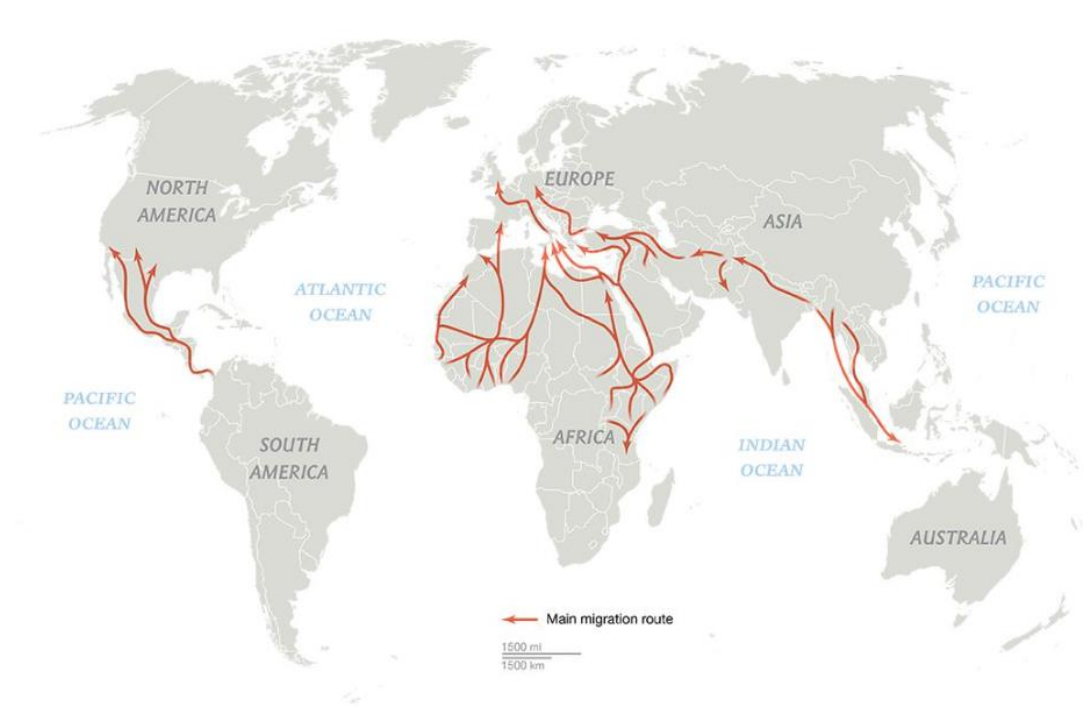 NORTH
AMERICA
EUROPE
ASIA
ATLANTIC
OCEAN
PACIFIC
OCEAN
PACIFIC
OCEAN
SOUTH
AMERICA
AFRICA
INDIAN
OCEAN
AUSTRALIA
Main migration route
1500 mi
1500 km